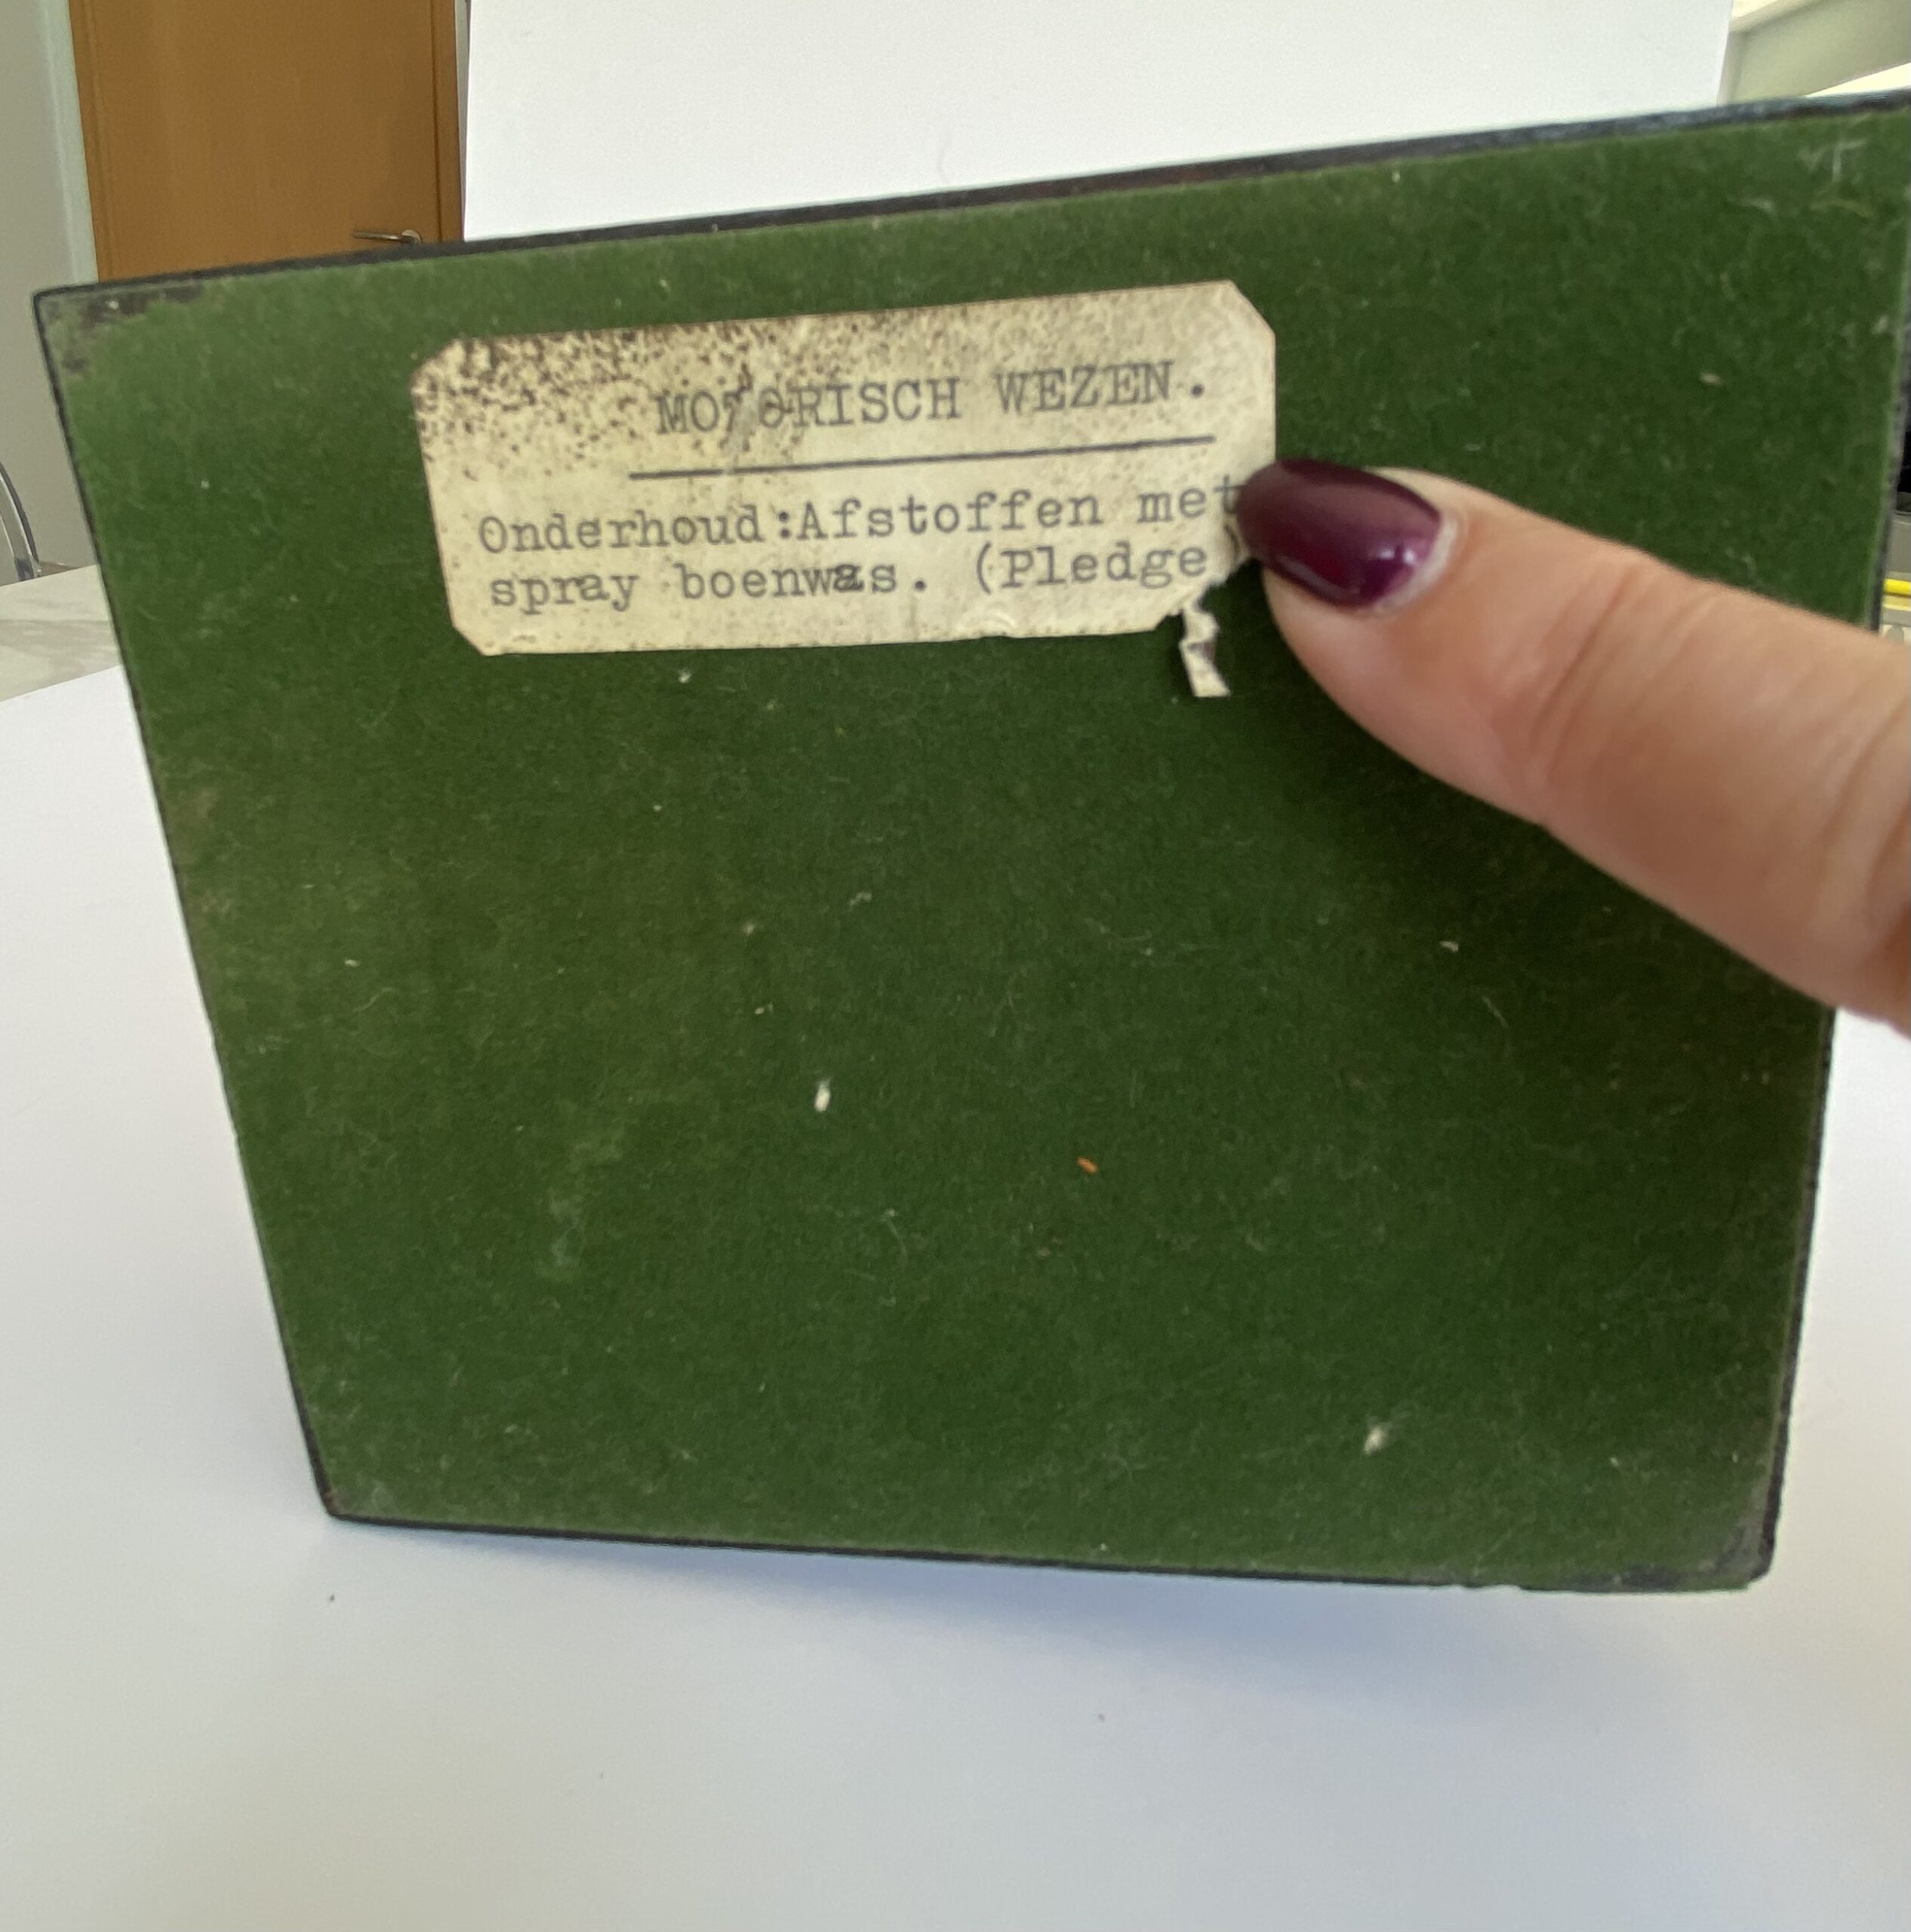 MOTORISCH WEZEN.
Onderhoud:Afstoffen met
spray boenwas. (Pledge)